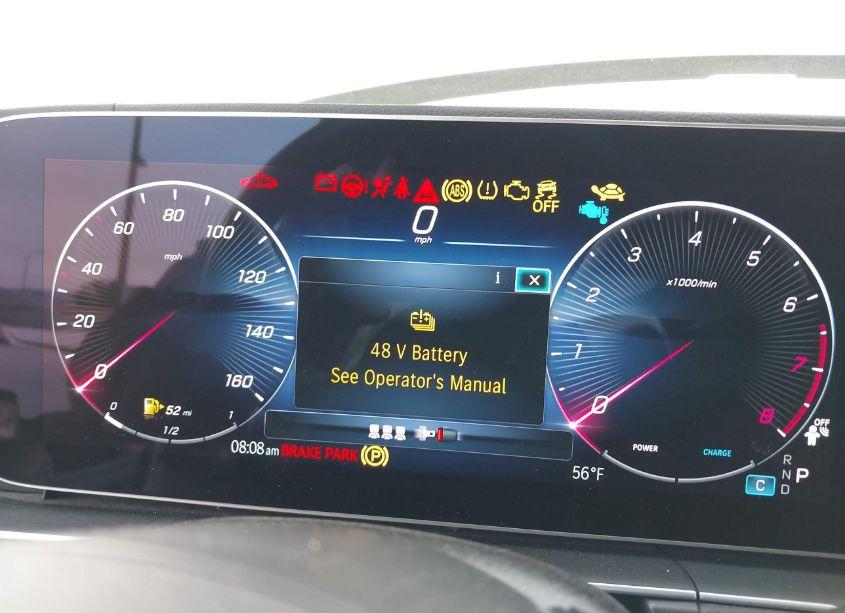 ABS
OFF
0
mph
0
20
40
60
80
100
120
140
160
mph
52 mi
0
1/2
1
i
X
48 V Battery
See Operator's Manual
0
1
2
3
4
5
6
7
8
x1000/min
POWER
CHARGE
OFF
08:08am BRAKE PARK P
56°F
C
R
N P
D